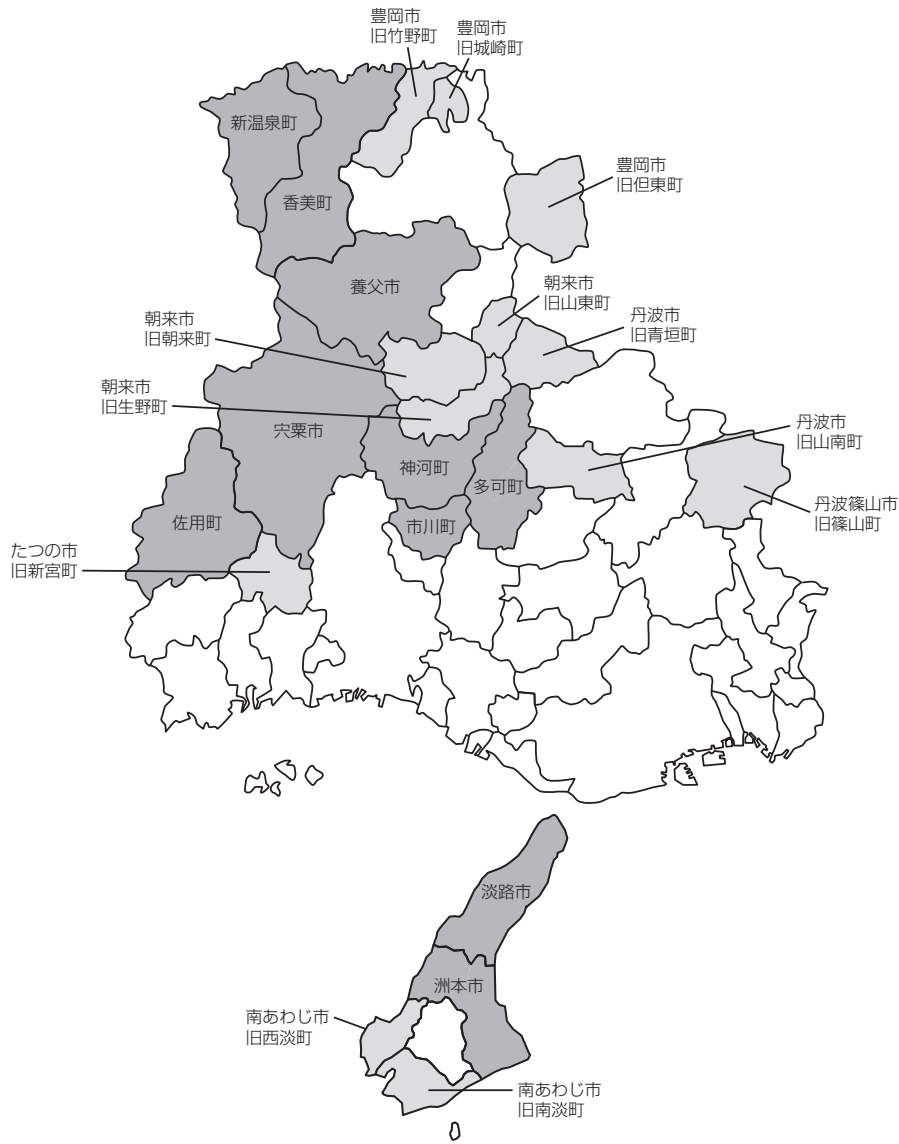 豊岡市
旧竹野町
豊岡市
旧城崎町
新温泉町
豊岡市
旧但東町
香美町
養父市
朝来市
旧山東町
朝来市
旧朝来町
丹波市
旧青垣町
朝来市
旧生野町
宍粟市
丹波市
旧山南町
神河町
多可町
丹波篠山市
旧篠山町
佐用町
市川町
たつの市
旧新宮町
淡路市
洲本市
南あわじ市
旧西淡町
南あわじ市
旧南淡町